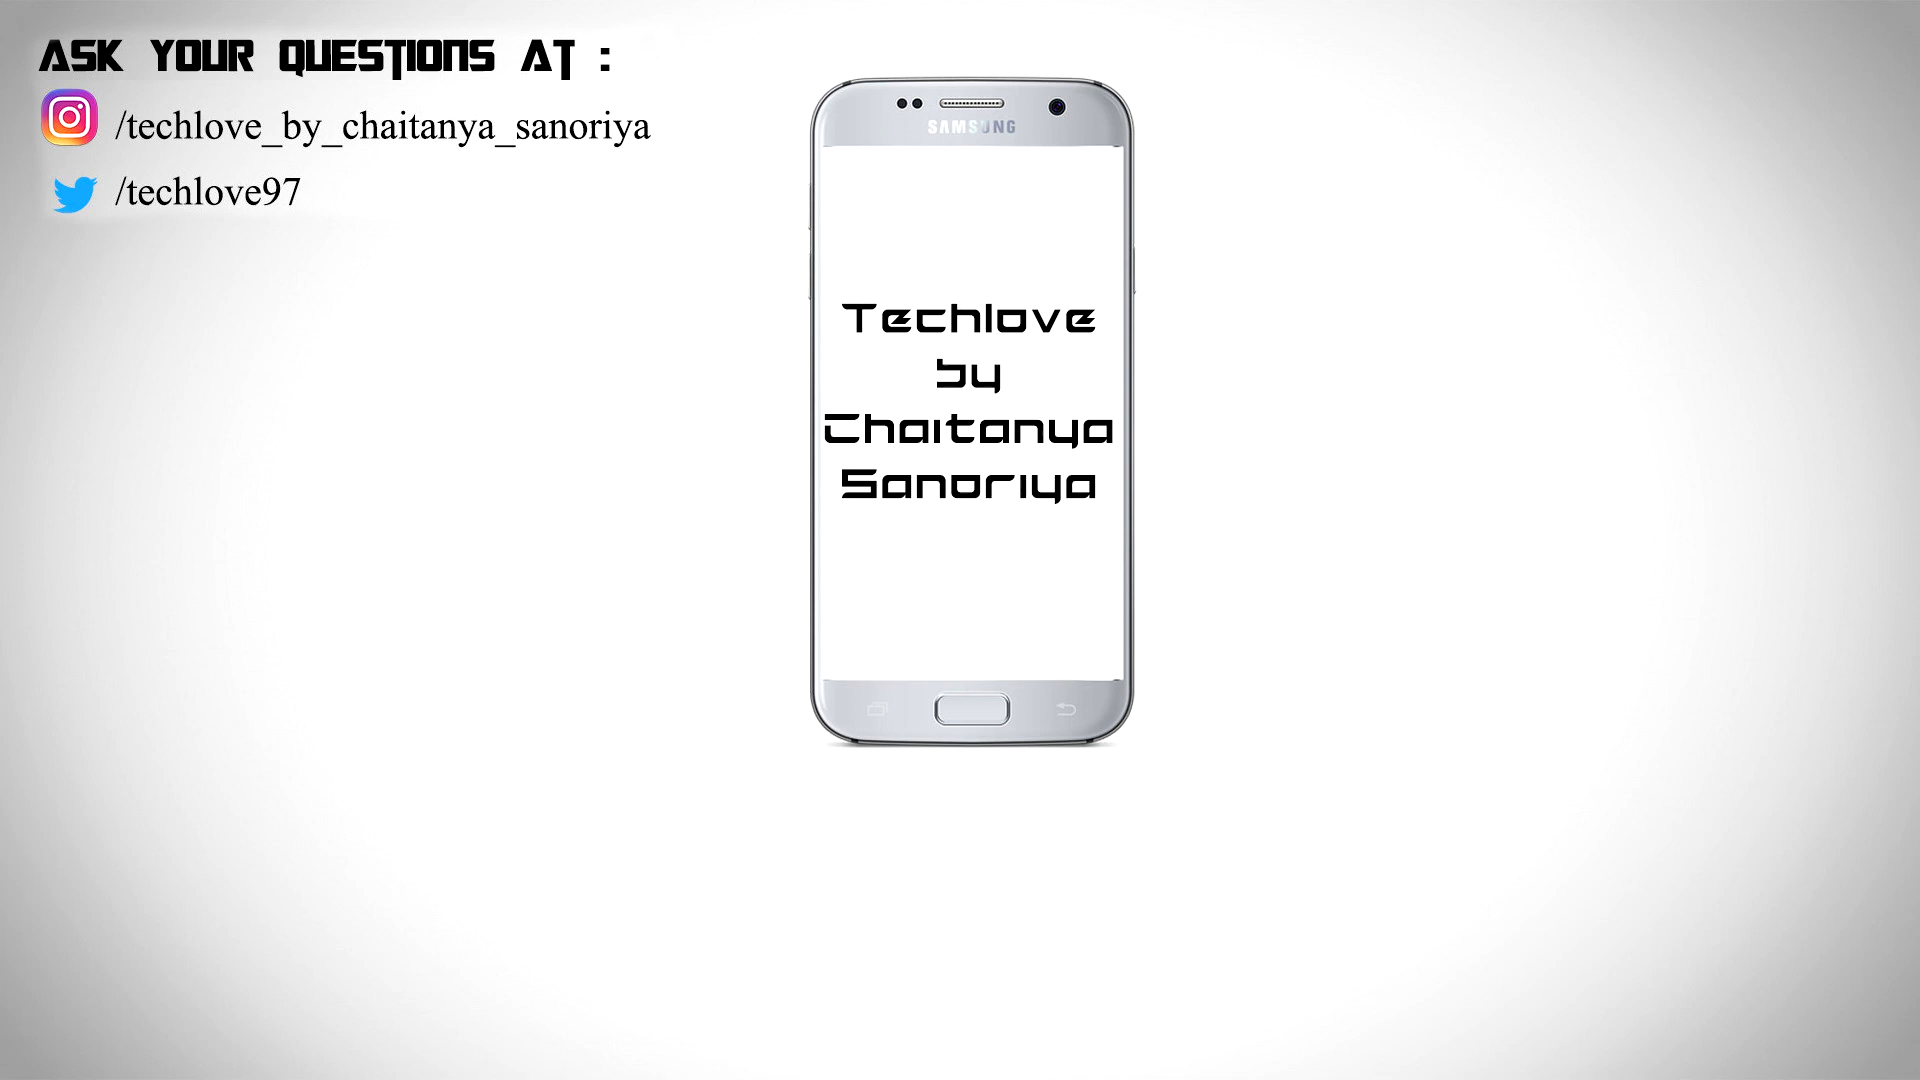 ASK YOUR QUESTIONS AT :
/techlove_by_chaitanya_sanoriya
/techlove97
SAMSUNG
Techlove
by
Chaitanya
Sanoriya